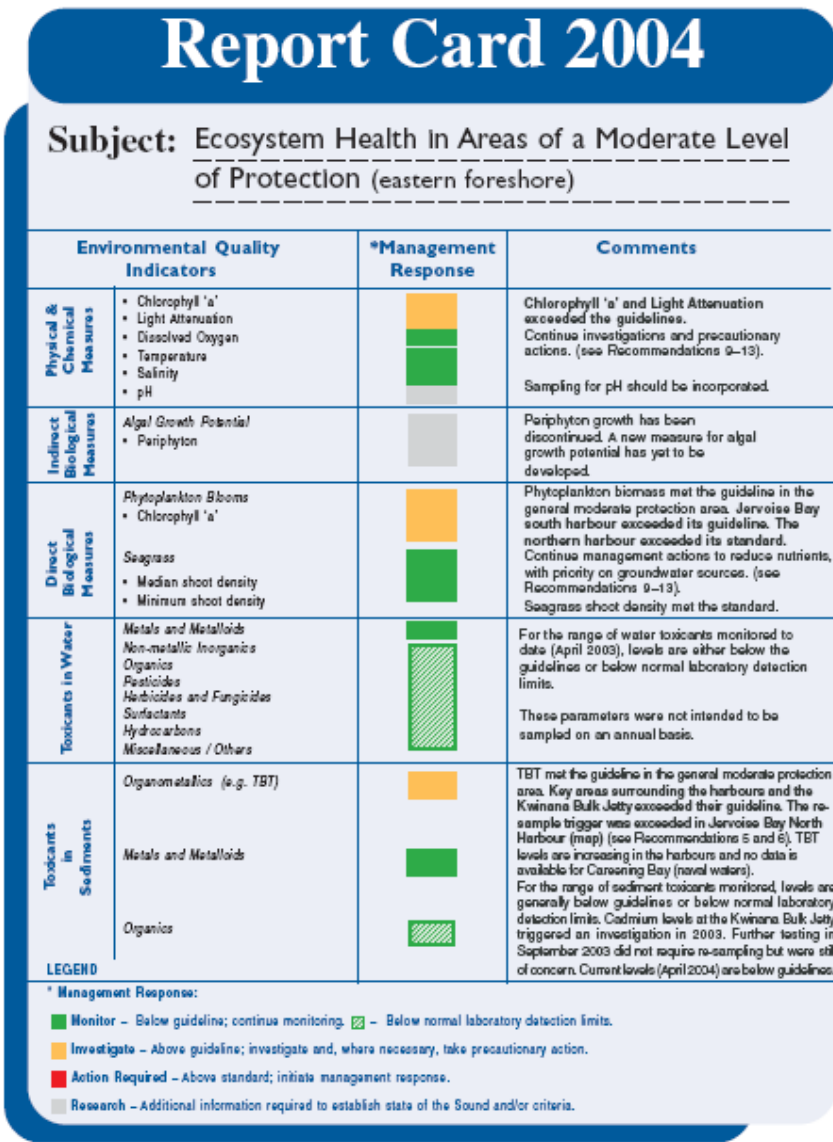 Report Card 2004
Subject: Ecosystem Health in Areas of a Moderate Level
of Protection (eastern foreshore)
Environmental Quality
Indicators
*Management
Response
Comments
Physical &
Chemical
Measures
• Chlorophyll 'a'
• Light Attenuation
• Dissolved Oxygen
• Temperature
• Salinity
• pH
Chlorophyll 'a' and Light Attenuation
exceeded the guidelines.
Continue investigations and precautionary
actions. (see Recommendations 9–13).
Sampling for pH should be incorporated.
Indirect
Biological
Measures
Algal Growth Potential
• Periphyton
Periphyton growth has been
discontinued. A new measure for algal
growth potential has yet to be
developed.
Direct
Biological
Measures
Phytoplankton Blooms
• Chlorophyll 'a'
Seagrass
• Median shoot density
• Minimum shoot density
Phytoplankton biomass met the guideline in the
general moderate protection area. Jervoise Bay
south harbour exceeded its guideline. The
northern harbour exceeded its standard.
Continue management actions to reduce nutrients,
with priority on groundwater sources. (see
Recommendations 9–13).
Seagrass shoot density met the standard.
Toxicants in Water
Metals and Metalloids
Non-metallic Inorganics
Organics
Pesticides
Herbicides and Fungicides
Surfactants
Hydrocarbons
Miscellaneous / Others
For the range of water toxicants monitored to
date (April 2003), levels are either below the
guidelines or below normal laboratory detection
limits.
These parameters were not intended to be
sampled on an annual basis.
Toxicants
in
Sediments
Organometallics (e.g. TBT)
Metals and Metalloids
Organics
TBT met the guideline in the general moderate protection
area. Key areas surrounding the harbours and the
Kwinana Bulk Jetty exceeded their guideline. The re-
sample trigger was exceeded in Jervoise Bay North
Harbour (map) (see Recommendations 5 and 6). TBT
levels are increasing in the harbours and no data is
available for Careening Bay (naval waters).
For the range of sediment toxicants monitored, levels are
generally below guidelines or below normal laboratory
detection limits. Cadmium levels at the Kwinana Bulk Jetty
triggered an investigation in 2003. Further testing in
September 2003 did not require re-sampling but were still
of concern. Current levels (April 2004) are below guidelines.
LEGEND
* Management Response:
Monitor – Below guideline; continue monitoring. – Below normal laboratory detection limits.
Investigate – Above guideline; investigate and, where necessary, take precautionary action.
Action Required – Above standard; initiate management response.
Research – Additional information required to establish state of the Sound and/or criteria.